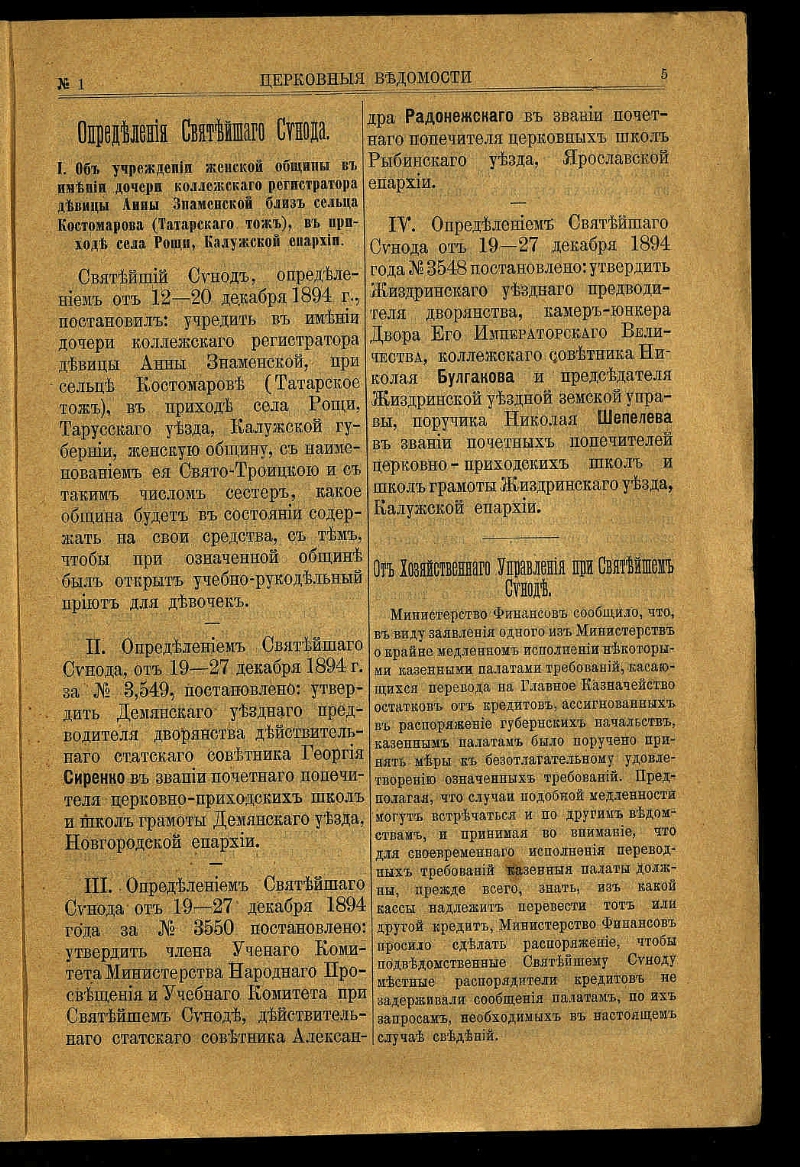 № 1
ЦЕРКОВНЫЯ ВѢДОМОСТИ
5
Опредѣленія Святѣйшаго Сѵнода.
I. Объ учрежденіи женской общины въ
имѣніи дочери коллежскаго регистратора
дѣвицы Анны Знаменской близъ сельца
Костомарова (Татарскаго тожъ), въ при-
ходѣ села Рощи, Калужской епархіи.
Святѣйшій Сѵнодъ, опредѣле-
ніемъ отъ 12—20 декабря 1894 г.,
постановилъ: учредить въ имѣніи
дочери коллежскаго регистратора
дѣвицы Анны Знаменской, при
сельцѣ Костомаровѣ (Татарское
тожъ), въ приходѣ села Рощи,
Тарусскаго уѣзда, Калужской гу-
берніи, женскую общину, съ наиме-
нованіемъ ея Свято-Троицкою и съ
такимъ числомъ сестеръ, какое
община будетъ въ состояніи содер-
жать на свои средства, съ тѣмъ,
чтобы при означенной общинѣ
былъ открытъ учебно-рукодѣльный
пріютъ для дѣвочекъ.
II. Опредѣленіемъ Святѣйшаго
Сѵнода, отъ 19—27 декабря 1894 г.
за № 3,549, постановлено: утвер-
дить Демянскаго уѣзднаго пред-
водителя дворянства дѣйствитель-
наго статскаго совѣтника Георгія
Сиренко въ званіи почетнаго попечи-
теля церковно-приходскихъ школъ
и школъ грамоты Демянскаго уѣзда,
Новгородской епархіи.
III. Опредѣленіемъ Святѣйшаго
Сѵнода отъ 19—27 декабря 1894
года за № 3550 постановлено:
утвердить члена Ученаго Коми-
тета Министерства Народнаго Про-
свѣщенія и Учебнаго Комитета при
Святѣйшемъ Сѵнодѣ, дѣйствитель-
наго статскаго совѣтника Алексан-
дра Радонежскаго въ званіи почет-
наго попечителя церковныхъ школъ
Рыбинскаго уѣзда, Ярославской
епархіи.
IV. Опредѣленіемъ Святѣйшаго
Сѵнода отъ 19—27 декабря 1894
года № 3548 постановлено: утвердить
Жиздринскаго уѣзднаго предводи-
теля дворянства, камеръ-юнкера
Двора Его Императорскаго Вели-
чества, коллежскаго совѣтника Ни-
колая Булгакова и предсѣдателя
Жиздринской уѣздной земской упра-
вы, поручика Николая Шепелева
въ званіи почетныхъ попечителей
церковно-приходскихъ школъ и
школъ грамоты Жиздринскаго уѣзда,
Калужской епархіи.
Отъ Хозяйственнаго Управленія при Святѣйшемъ
Сѵнодѣ.
Министерство Финансовъ сообщило, что,
въ виду заявленія одного изъ Министерствъ
о крайне медленномъ исполненіи нѣкоторы-
ми казенными палатами требованій, касаю-
щихся перевода на Главное Казначейство
остатковъ отъ кредитовъ, ассигнованныхъ
въ распоряженіе губернскихъ начальствъ,
казеннымъ палатамъ было поручено при-
нять мѣры къ безотлагательному удовле-
творенію означенныхъ требованій. Пред-
полагая, что случаи подобной медленности
могутъ встрѣчаться и по другимъ вѣдом-
ствамъ, и принимая во вниманіе, что
для своевременнаго исполненія перевод-
ныхъ требованій казенныя палаты долж-
ны, прежде всего, знать, изъ какой
кассы надлежитъ перевести тотъ или
другой кредитъ, Министерство Финансовъ
просило сдѣлать распоряженіе, чтобы
подвѣдомственные Святѣйшему Сѵноду
мѣстные распорядители кредитовъ не
задерживали сообщенія палатамъ, по ихъ
запросамъ, необходимыхъ въ настоящемъ
случаѣ свѣдѣній.